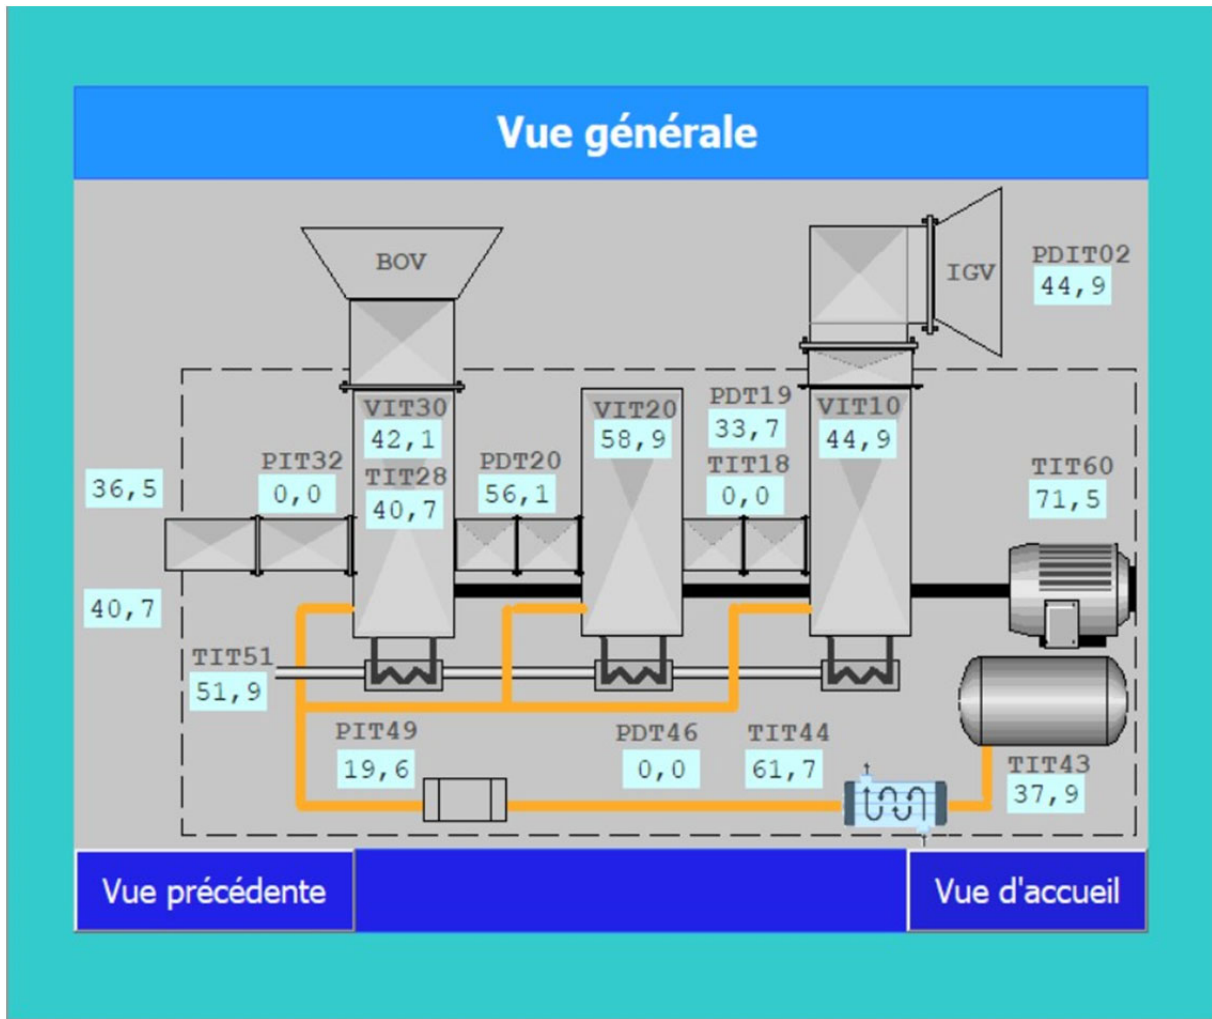 Vue générale
BOV
IGV
PDIT02
44,9
VIT30
42,1
TIT28
40,7
VIT20
58,9
PDT19
33,7
TIT18
0,0
VIT10
44,9
PIT32
0,0
PDT20
56,1
TIT60
71,5
36,5
40,7
TIT51
51,9
PIT49
19,6
PDT46
0,0
TIT44
61,7
TIT43
37,9
Vue précédente
Vue d'accueil